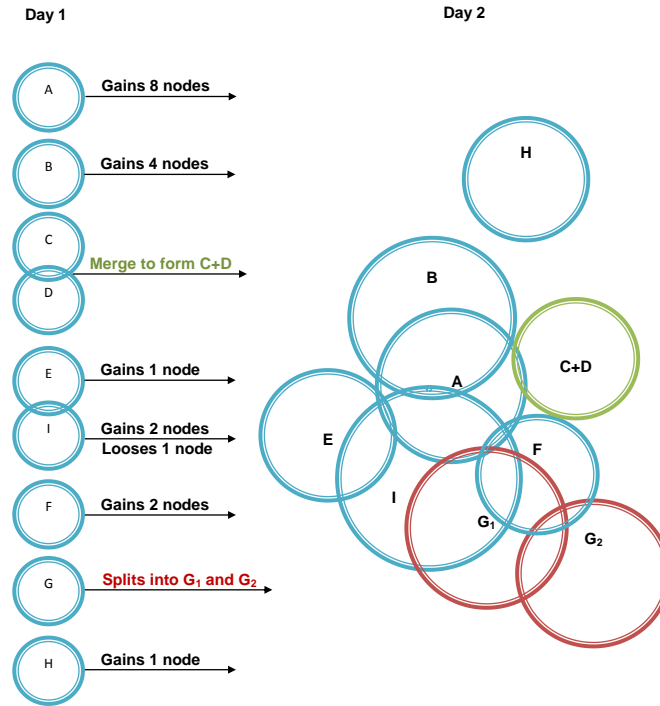 Day 1
Day 2
A
Gains 8 nodes
B
Gains 4 nodes
C
Merge to form C+D
D
E
Gains 1 node
I
Gains 2 nodes
Looses 1 node
F
Gains 2 nodes
G
Splits into G₁ and G₂
H
Gains 1 node
H
B
A
C+D
E
F
I
G₁
G₂